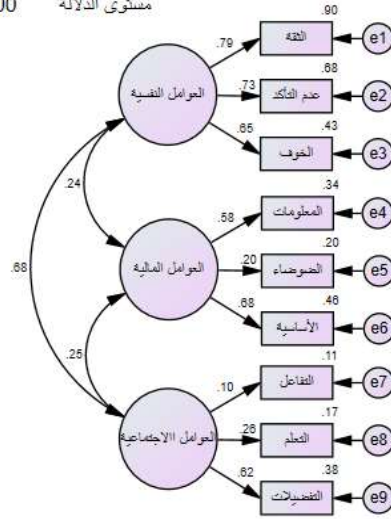 مستوى الدلالة 00
.90
.79 الثقة e1
.68
العوامل النفسية .73 عدم التأكد e2
.43
.65 الخوف e3
.24 .34
.58 المعلومات e4
.20
.68 العوامل المالية .20 الضوضاء e5
.46
.68 الأساسية e6
.25 .11
.10 التفاعل e7
.17
العوامل االاجتماعية .26 التعلم e8
.38
.62 التفضيلات e9